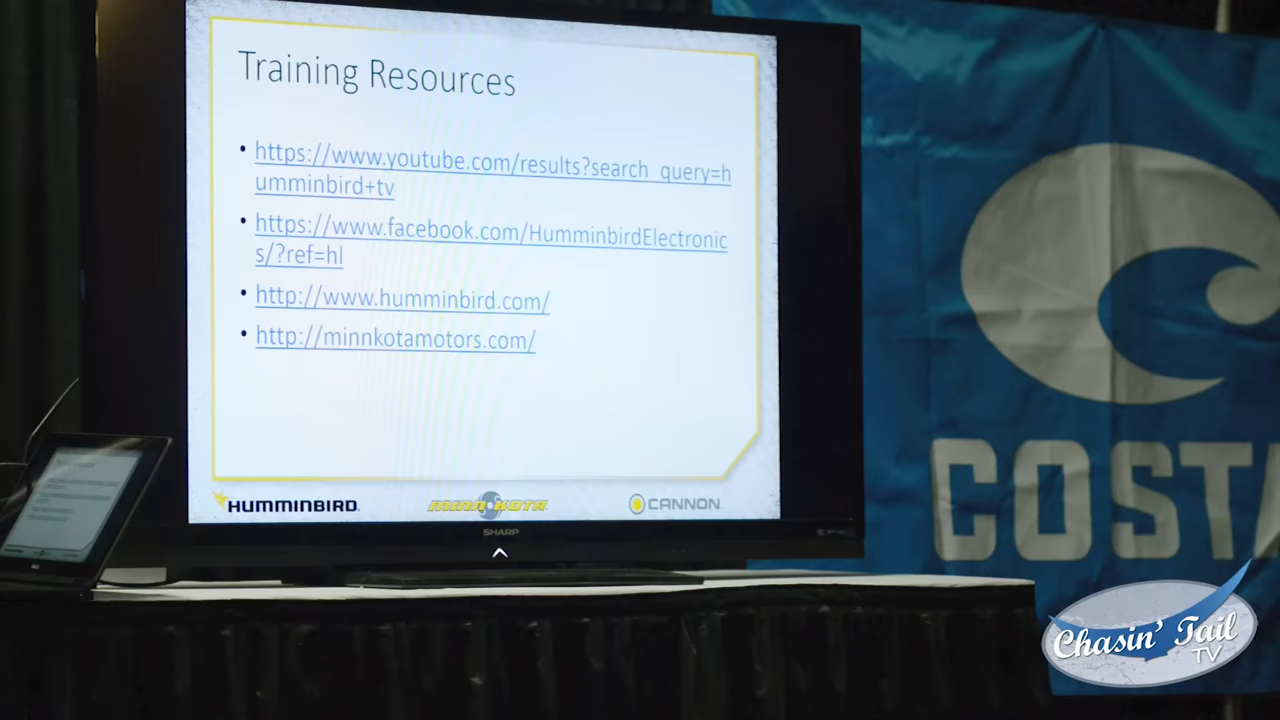 Training Resources
• https://www.youtube.com/results?search_query=h
umminbird+tv
• https://www.facebook.com/HumminbirdElectronic
s/?ref=hl
• http://www.humminbird.com/
• http://minnkotamotors.com/
HUMMINBIRD
MINN KOTA
CANNON
SHARP
COSTA
Chasin' Tail
TV